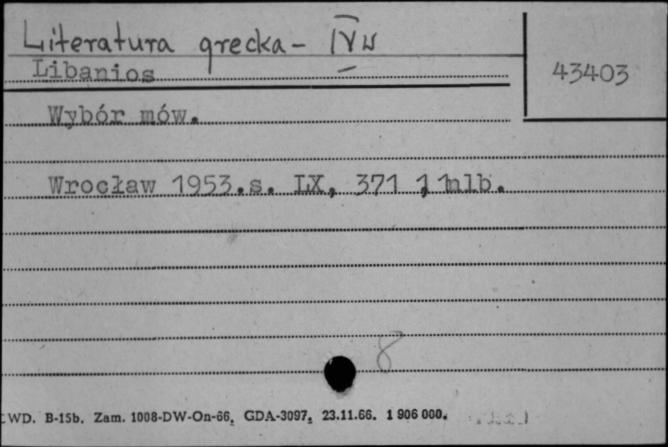 Literatura grecka - IV w
Libanios
43403
Wybór mów.
Wrocław 1953.s. LX, 371, 1 nlb.
8
WD. B-15b. Zam. 1008-DW-On-66, GDA-3097, 23.11.66. 1 906 000.